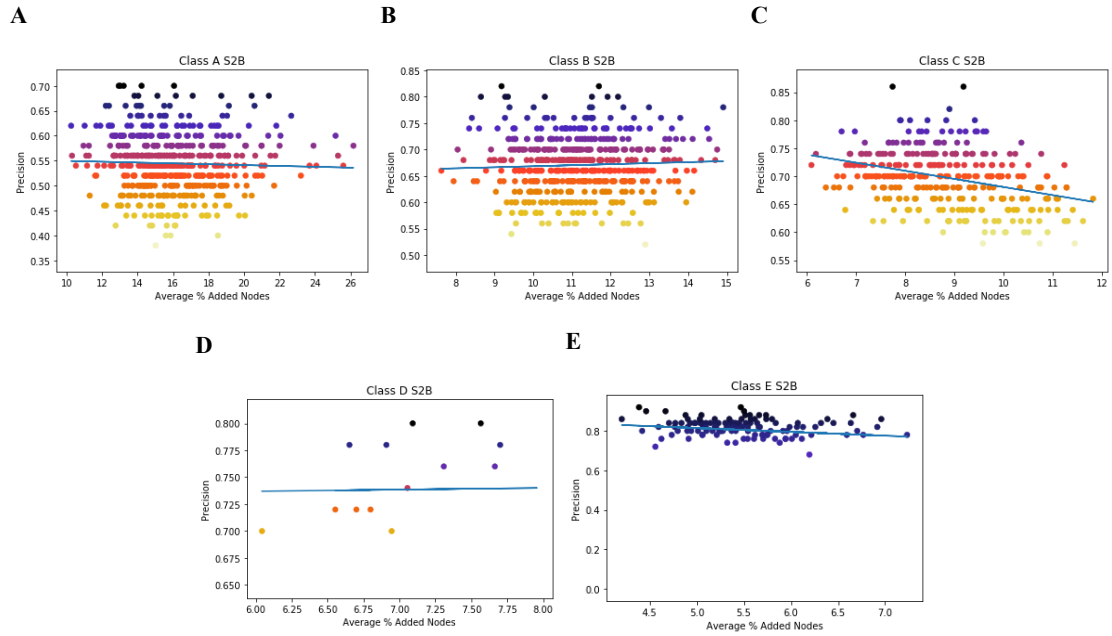 A
B
C
Class A S2B
Precision
0.70
0.65
0.60
0.55
0.50
0.45
0.40
0.35
10 12 14 16 18 20 22 24 26
Average % Added Nodes
Class B S2B
Precision
0.85
0.80
0.75
0.70
0.65
0.60
0.55
0.50
8 9 10 11 12 13 14 15
Average % Added Nodes
Class C S2B
Precision
0.85
0.80
0.75
0.70
0.65
0.60
0.55
6 7 8 9 10 11 12
Average % Added Nodes
D
E
Class D S2B
Precision
0.800
0.775
0.750
0.725
0.700
0.675
0.650
6.00 6.25 6.50 6.75 7.00 7.25 7.50 7.75 8.00
Average % Added Nodes
Class E S2B
Precision
0.8
0.6
0.4
0.2
0.0
4.5 5.0 5.5 6.0 6.5 7.0
Average % Added Nodes